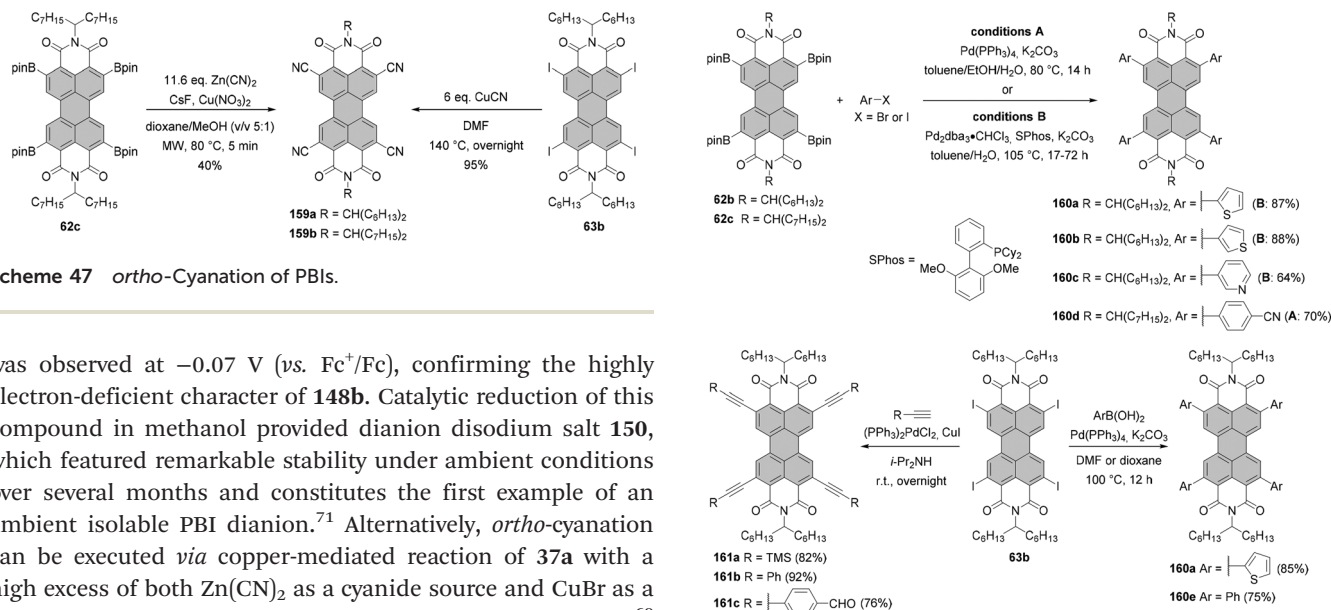 C7H15 C7H15
O N O
pinB Bpin
pinB Bpin
O N O
C7H15 C7H15
62c
11.6 eq. Zn(CN)2
CsF, Cu(NO3)2
dioxane/MeOH (v/v 5:1)
MW, 80 °C, 5 min
40%
R
O N O
NC CN
NC CN
O N O
R
159a R = CH(C6H13)2
159b R = CH(C7H15)2
6 eq. CuCN
DMF
140 °C, overnight
95%
C6H13 C6H13
O N O
I I
I I
O N O
C6H13 C6H13
63b
cheme 47 ortho-Cyanation of PBIs.
was observed at −0.07 V (vs. Fc+/Fc), confirming the highly
lectron-deficient character of 148b. Catalytic reduction of this
ompound in methanol provided dianion disodium salt 150,
which featured remarkable stability under ambient conditions
ver several months and constitutes the first example of an
mbient isolable PBI dianion.71 Alternatively, ortho-cyanation
an be executed via copper-mediated reaction of 37a with a
high excess of both Zn(CN)2 as a cyanide source and CuBr as a
R
O N O
pinB Bpin
pinB Bpin
O N O
R
62b R = CH(C6H13)2
62c R = CH(C7H15)2
+ Ar−X
X = Br or I
conditions A
Pd(PPh3)4, K2CO3
toluene/EtOH/H2O, 80 °C, 14 h
or
conditions B
Pd2dba3•CHCl3, SPhos, K2CO3
toluene/H2O, 105 °C, 17-72 h
R
O N O
Ar Ar
Ar Ar
O N O
R
SPhos =
PCy2
MeO OMe
160a R = CH(C6H13)2, Ar = S (B: 87%)
160b R = CH(C6H13)2, Ar = S (B: 88%)
160c R = CH(C6H13)2, Ar = N (B: 64%)
160d R = CH(C7H15)2, Ar = CN (A: 70%)
C6H13 C6H13
R O N O R
R O N O R
C6H13 C6H13
161a R = TMS (82%)
161b R = Ph (92%)
161c R = CHO (76%)
R
(PPh3)2PdCl2, CuI
i-Pr2NH
r.t., overnight
C6H13 C6H13
O N O
I I
I I
O N O
C6H13 C6H13
63b
ArB(OH)2
Pd(PPh3)4, K2CO3
DMF or dioxane
100 °C, 12 h
C6H13 C6H13
O N O
Ar Ar
Ar Ar
O N O
C6H13 C6H13
160a Ar = S (85%)
160e Ar = Ph (75%)